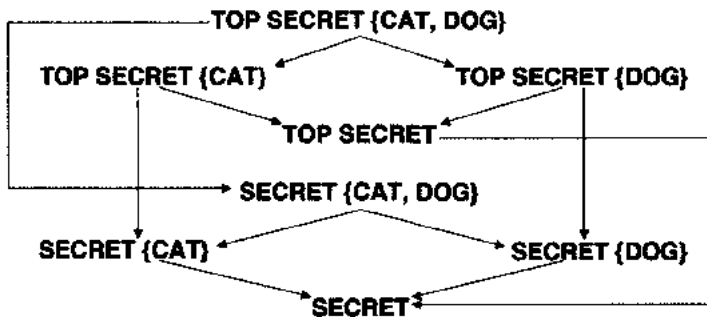 TOP SECRET {CAT, DOG}
TOP SECRET {CAT} TOP SECRET {DOG}
TOP SECRET
SECRET {CAT, DOG}
SECRET {CAT} SECRET {DOG}
SECRET